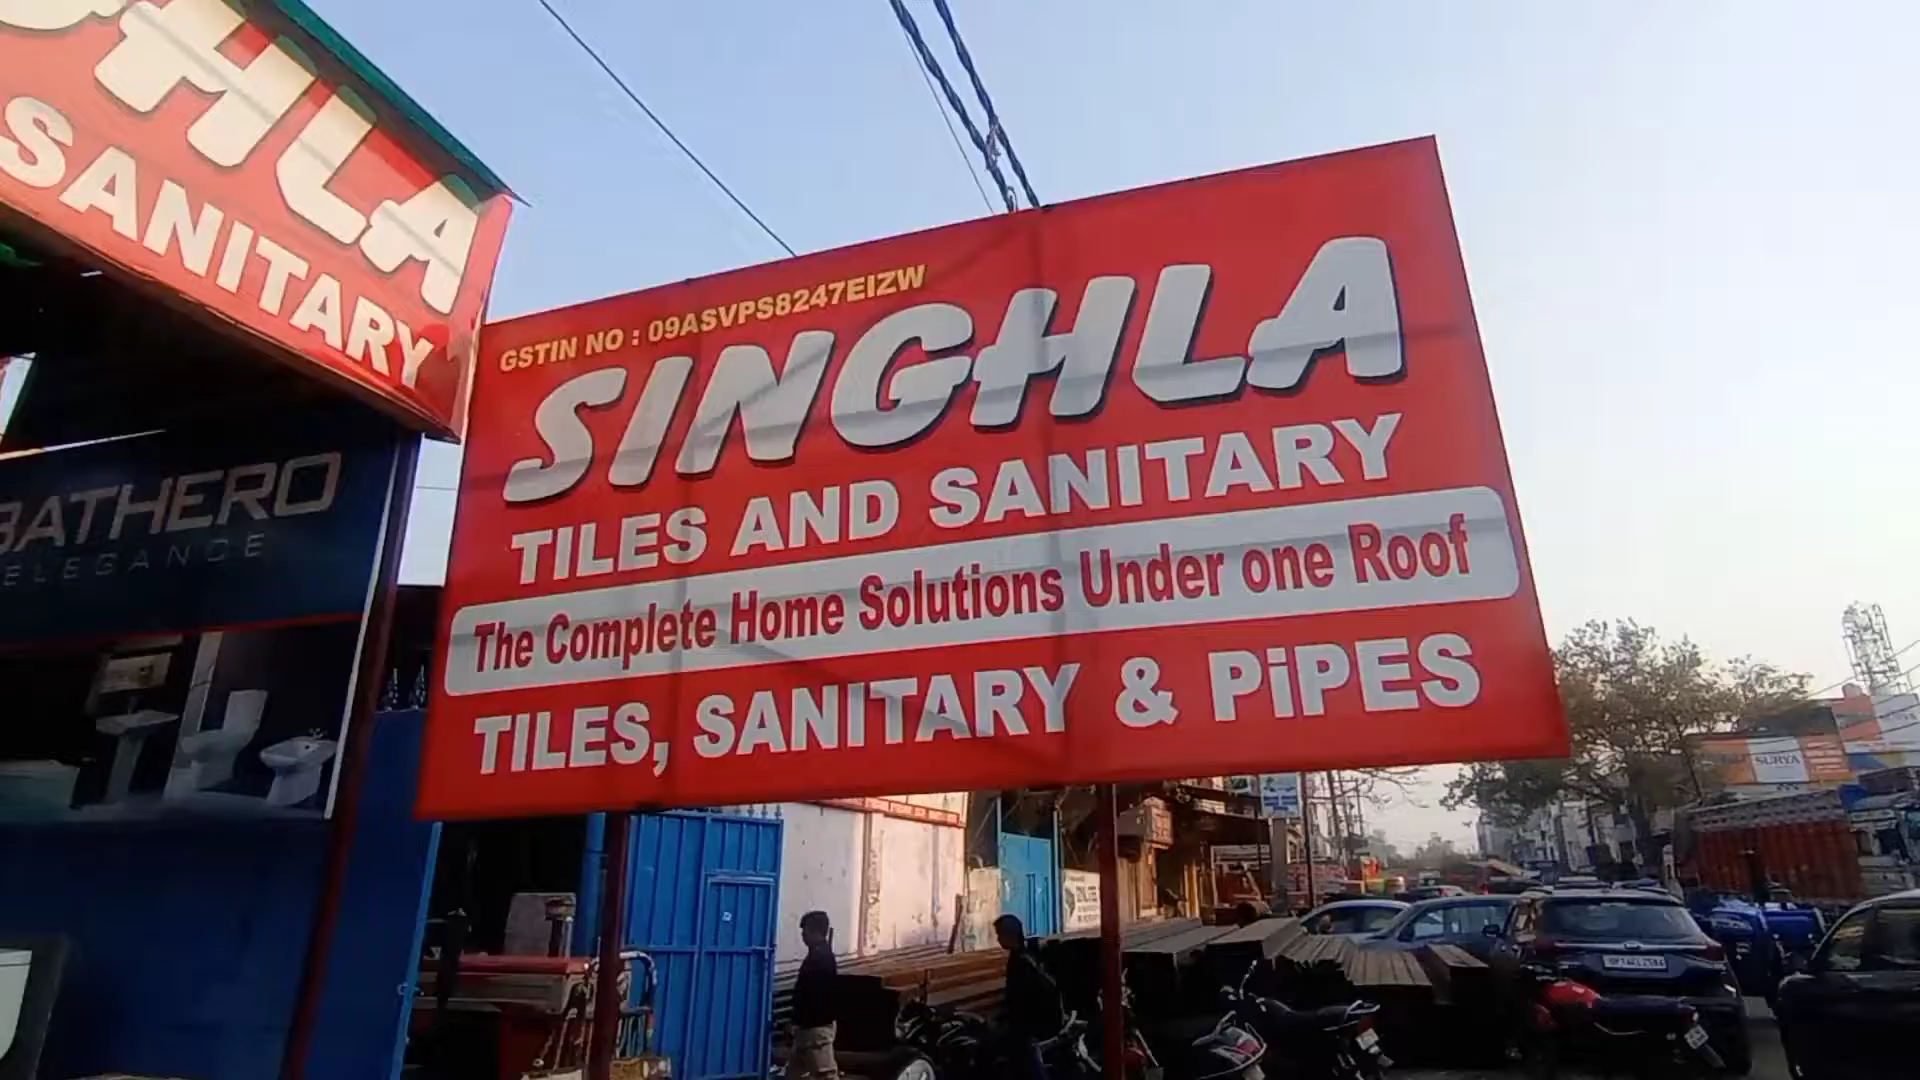 GHLA
SANITARY
BATHERO
ELEGANCE
GSTIN NO : 09ASVPS8247EIZW
SINGHLA
TILES AND SANITARY
The Complete Home Solutions Under one Roof
TILES, SANITARY & PiPES
SURYA